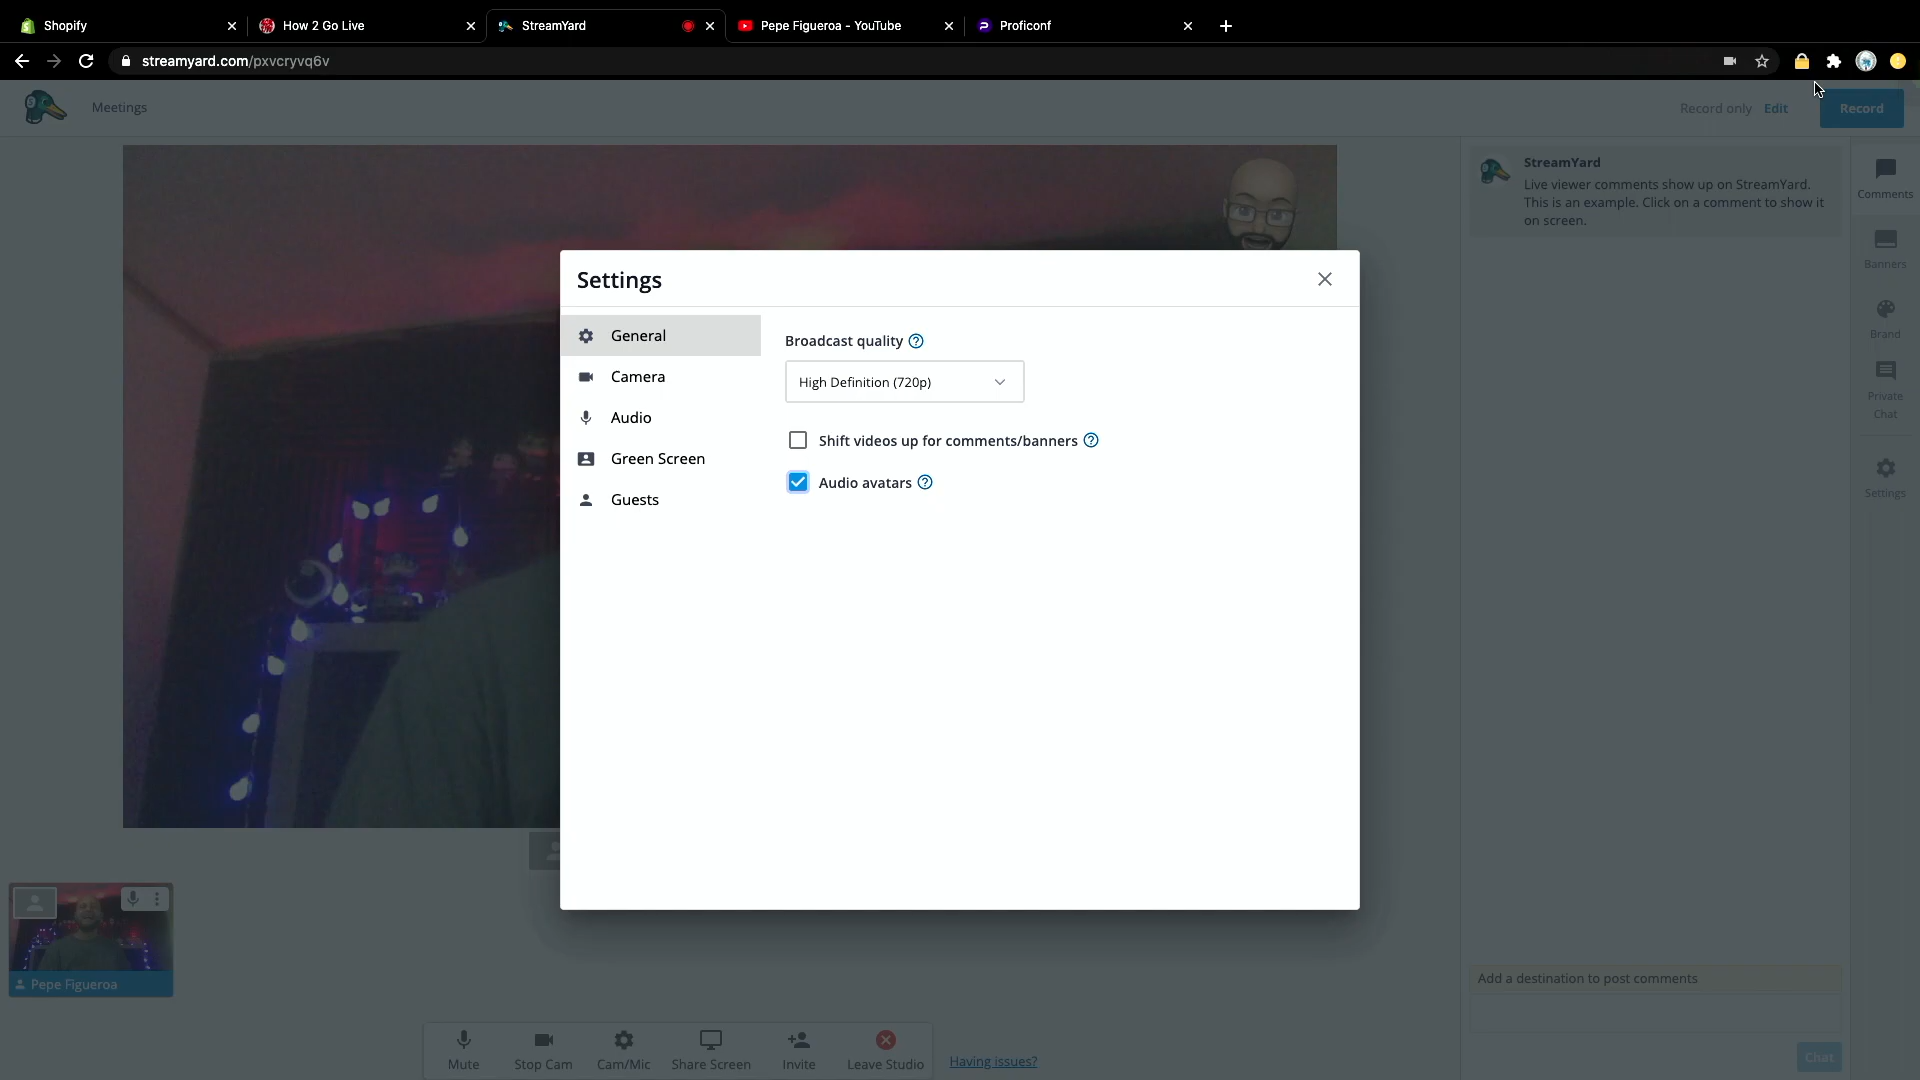 Shopify
How 2 Go Live
StreamYard
Pepe Figueroa - YouTube
Proficonf
streamyard.com/pxvcryvq6v
Meetings
Record only
Edit
Record
StreamYard
Live viewer comments show up on StreamYard.
This is an example. Click on a comment to show it
on screen.
Comments
Banners
Brand
Private
Chat
Settings
Settings
General
Camera
Audio
Green Screen
Guests
Broadcast quality
High Definition (720p)
Shift videos up for comments/banners
Audio avatars
Pepe Figueroa
Add a destination to post comments
Chat
Mute
Stop Cam
Cam/Mic
Share Screen
Invite
Leave Studio
Having issues?